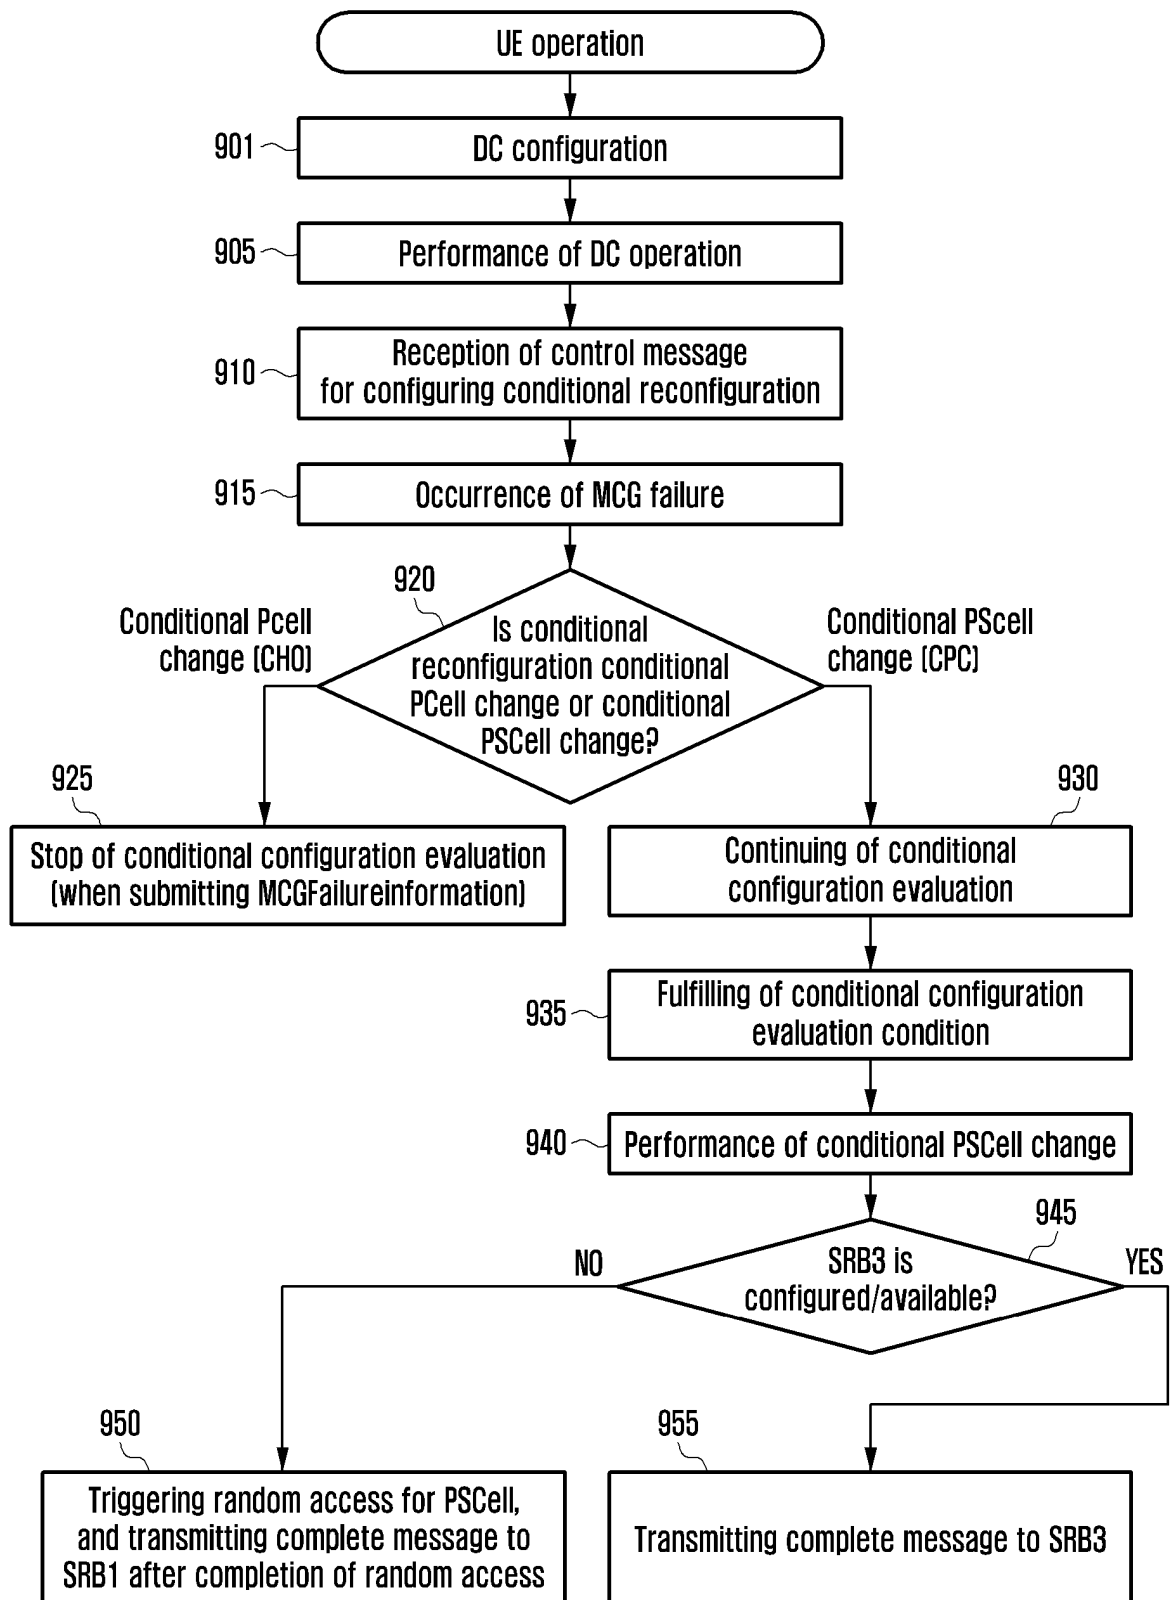 UE operation
901
DC configuration
905
Performance of DC operation
910
Reception of control message
for configuring conditional reconfiguration
915
Occurrence of MCG failure
920
Conditional Pcell
change (CHO)
Is conditional
reconfiguration conditional
PCell change or conditional
PSCell change?
Conditional PScell
change (CPC)
925
Stop of conditional configuration evaluation
(when submitting MCGFailureinformation)
930
Continuing of conditional
configuration evaluation
935
Fulfilling of conditional configuration
evaluation condition
940
Performance of conditional PSCell change
945
NO
SRB3 is
configured/available?
YES
950
Triggering random access for PSCell,
and transmitting complete message to
SRB1 after completion of random access
955
Transmitting complete message to SRB3